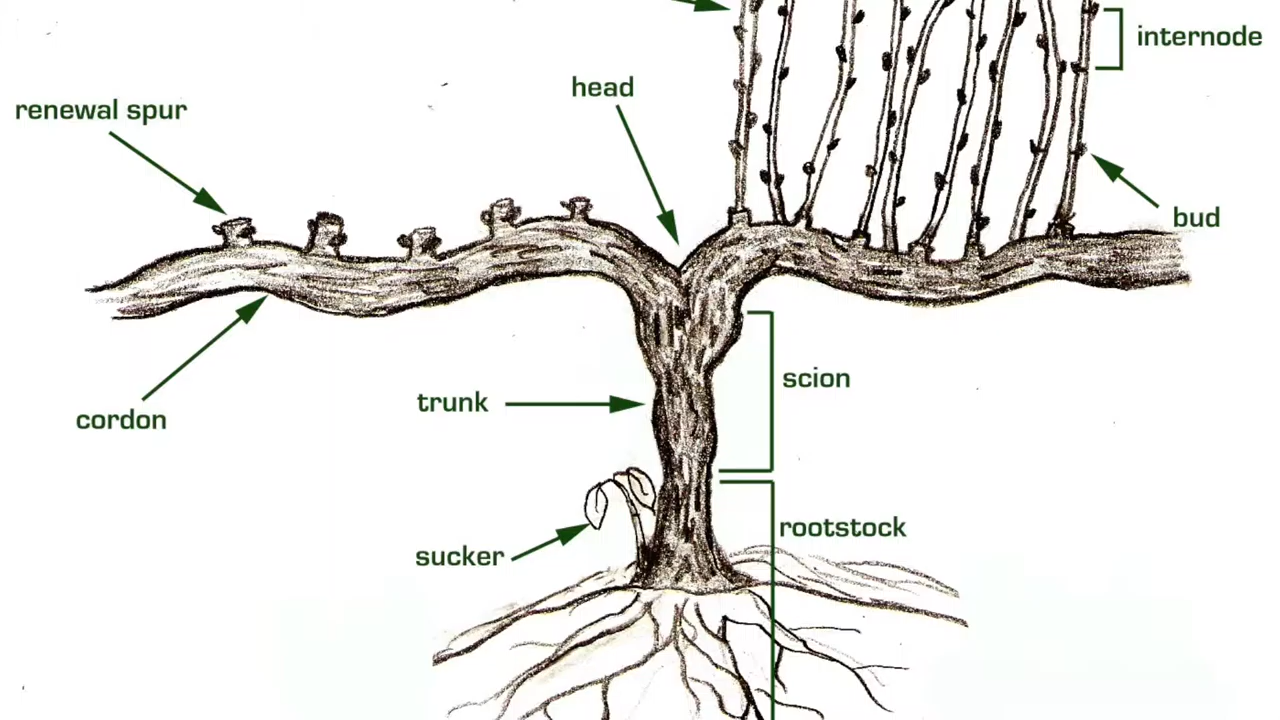 internode
head
renewal spur
bud
scion
trunk
cordon
rootstock
sucker